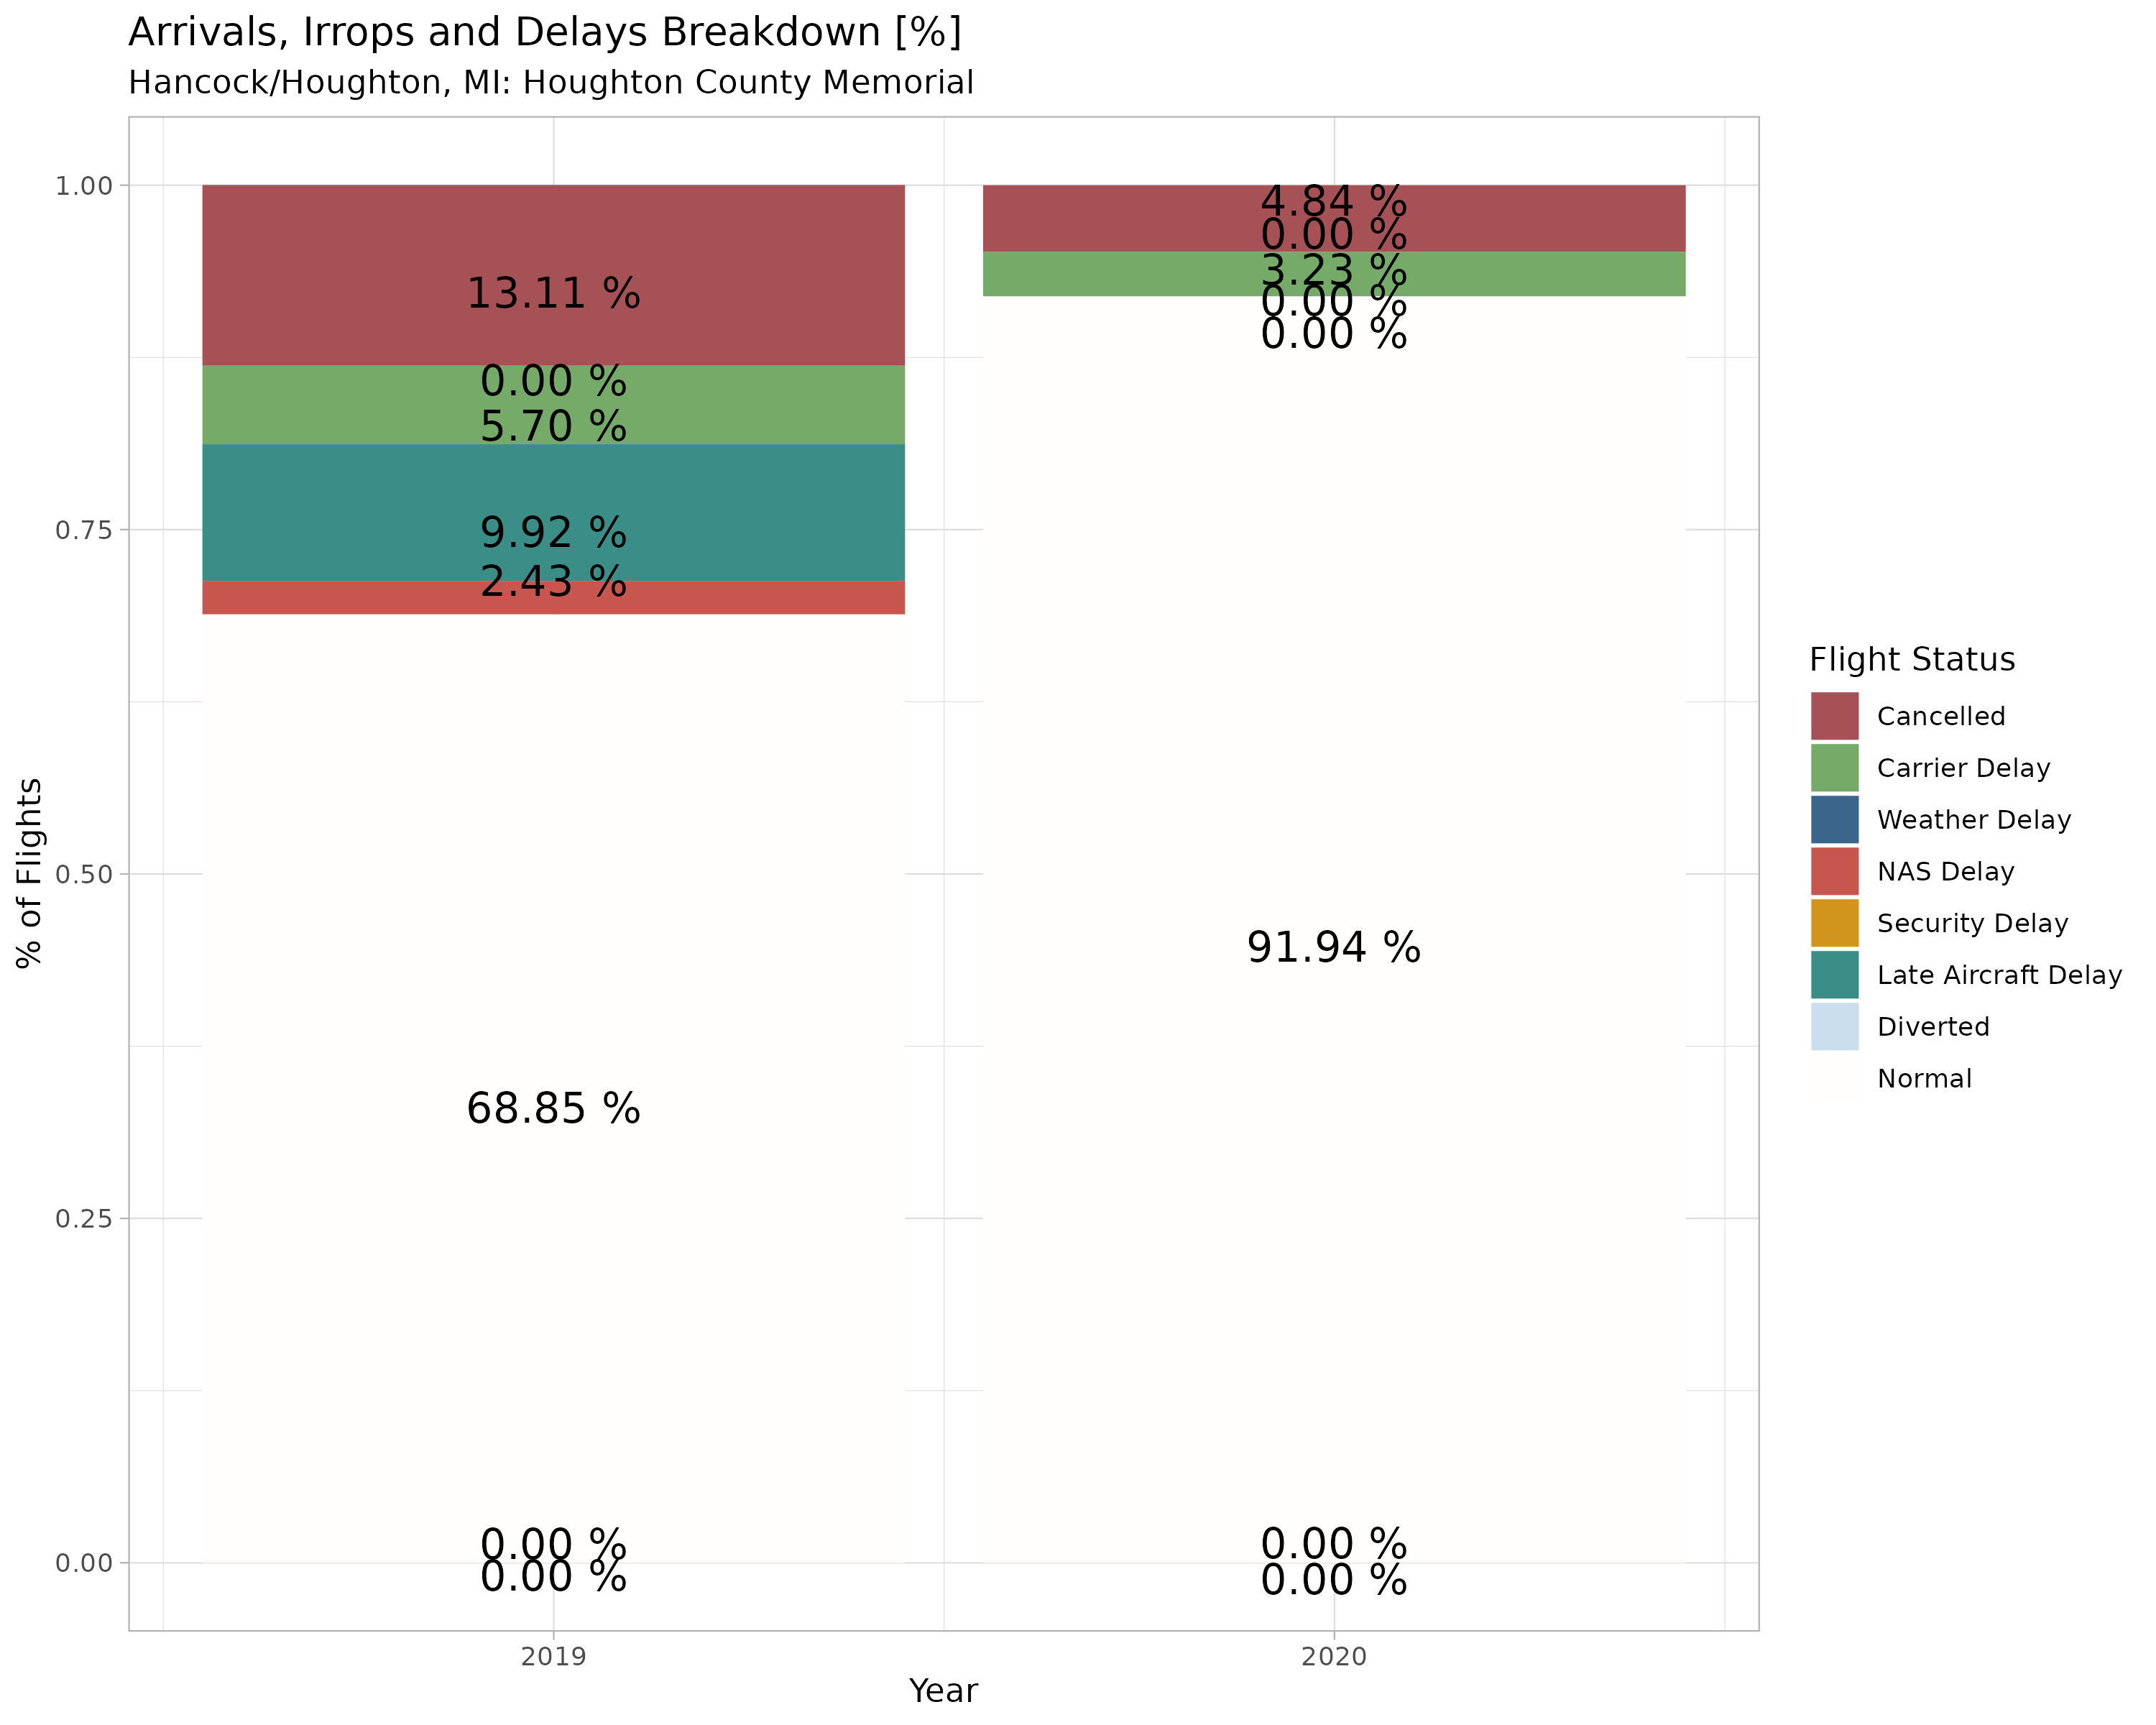 Arrivals, Irrops and Delays Breakdown [%]
Hancock/Houghton, MI: Houghton County Memorial
% of Flights
1.00
0.75
0.50
0.25
0.00
13.11 %
0.00 %
5.70 %
9.92 %
2.43 %
68.85 %
0.00 %
0.00 %
4.84 %
0.00 %
3.23 %
0.00 %
0.00 %
91.94 %
0.00 %
0.00 %
2019
2020
Year
Flight Status
Cancelled
Carrier Delay
Weather Delay
NAS Delay
Security Delay
Late Aircraft Delay
Diverted
Normal